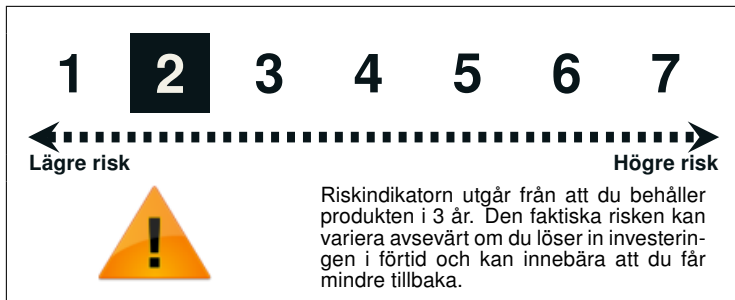 1 2 3 4 5 6 7
Lägre risk Högre risk
!
Riskindikatorn utgår från att du behåller
produkten i 3 år. Den faktiska risken kan
variera avsevärt om du löser in investerin-
gen i förtid och kan innebära att du får
mindre tillbaka.